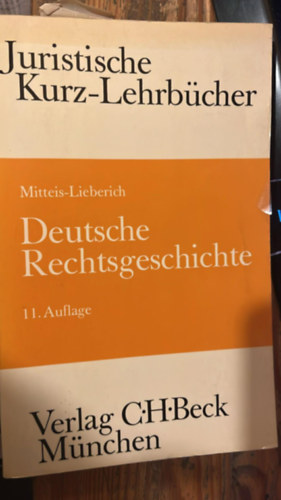 Juristische
Kurz-Lehrbücher
Mitteis-Lieberich
Deutsche
Rechtsgeschichte
11. Auflage
Verlag C·H·Beck
München